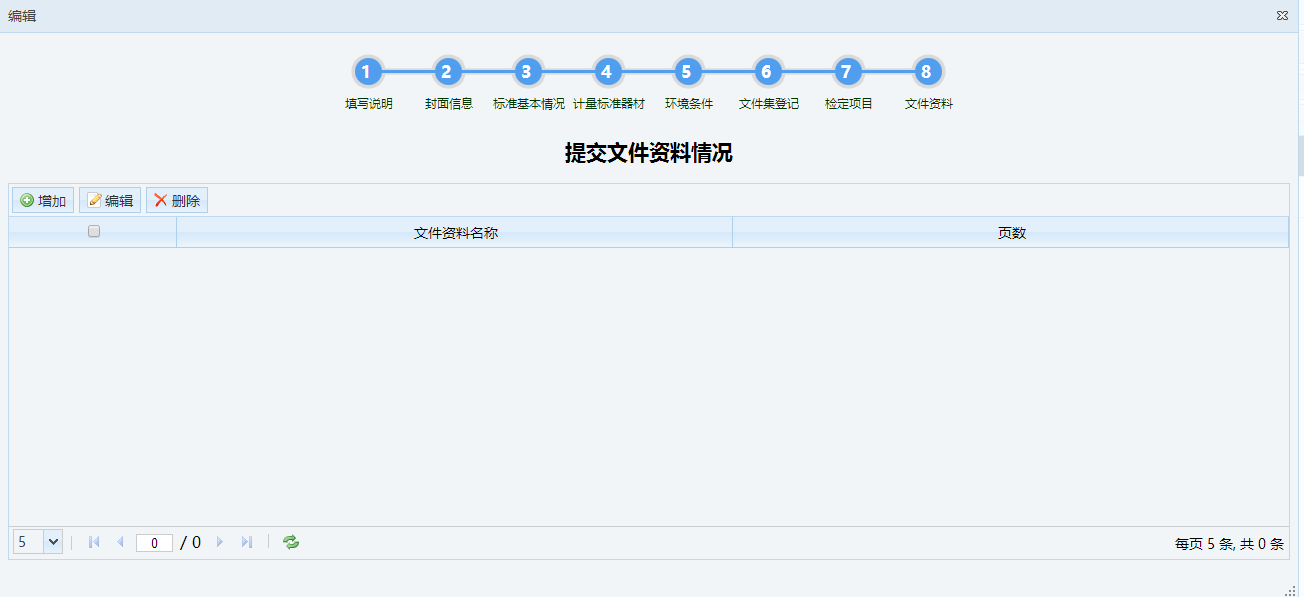 编辑
1 2 3 4 5 6 7 8
填写说明 封面信息 标准基本情况 计量标准器材 环境条件 文件集登记 检定项目 文件资料
提交文件资料情况
增加 编辑 删除
文件资料名称 页数
5 0 / 0 每页 5 条, 共 0 条